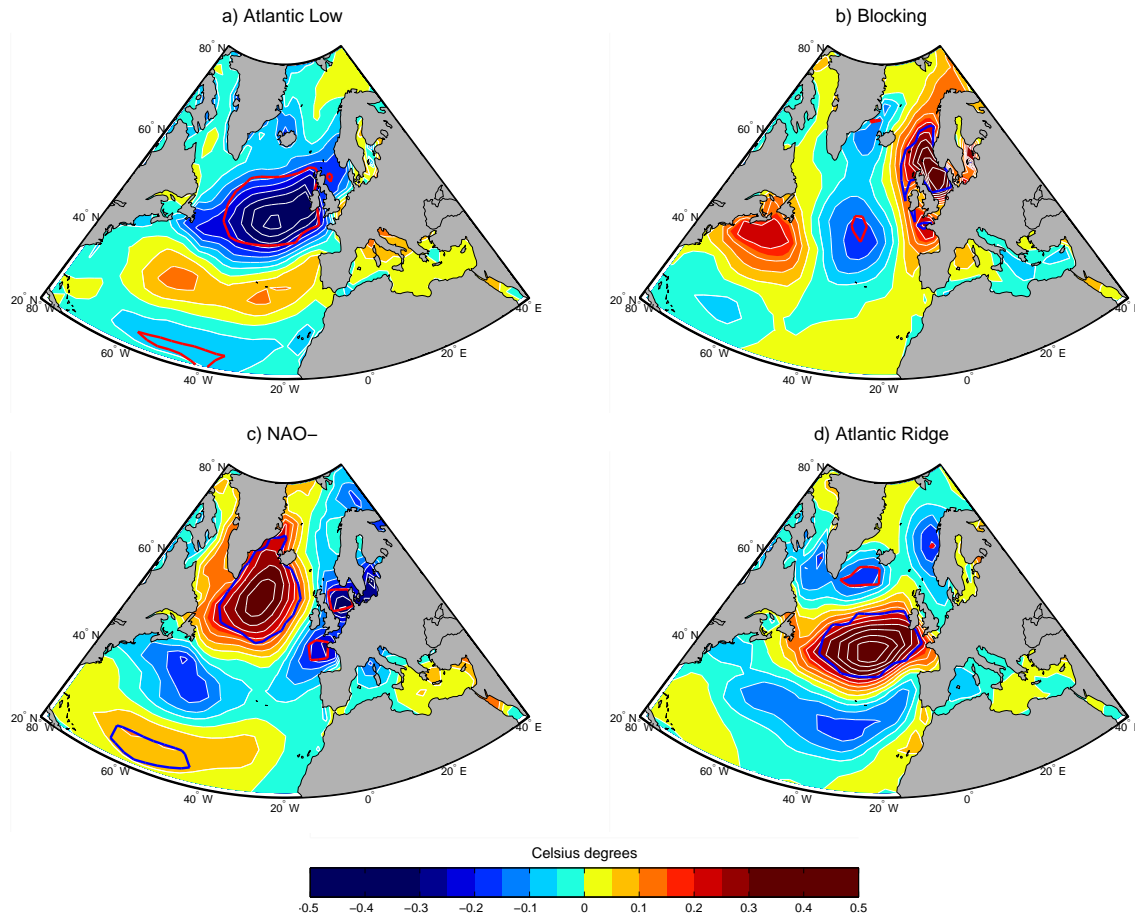 a) Atlantic Low
80° N
60° N
40° N
20° N
80° W
60° W
40° W
20° W
0°
20° E
40° E
b) Blocking
80° N
60° N
40° N
20° N
80° W
60° W
40° W
20° W
0°
20° E
40° E
c) NAO−
80° N
60° N
40° N
20° N
80° W
60° W
40° W
20° W
0°
20° E
40° E
d) Atlantic Ridge
80° N
60° N
40° N
20° N
80° W
60° W
40° W
20° W
0°
20° E
40° E
Celsius degrees
-0.5 −0.4 −0.3 −0.2 −0.1 0 0.1 0.2 0.3 0.4 0.5